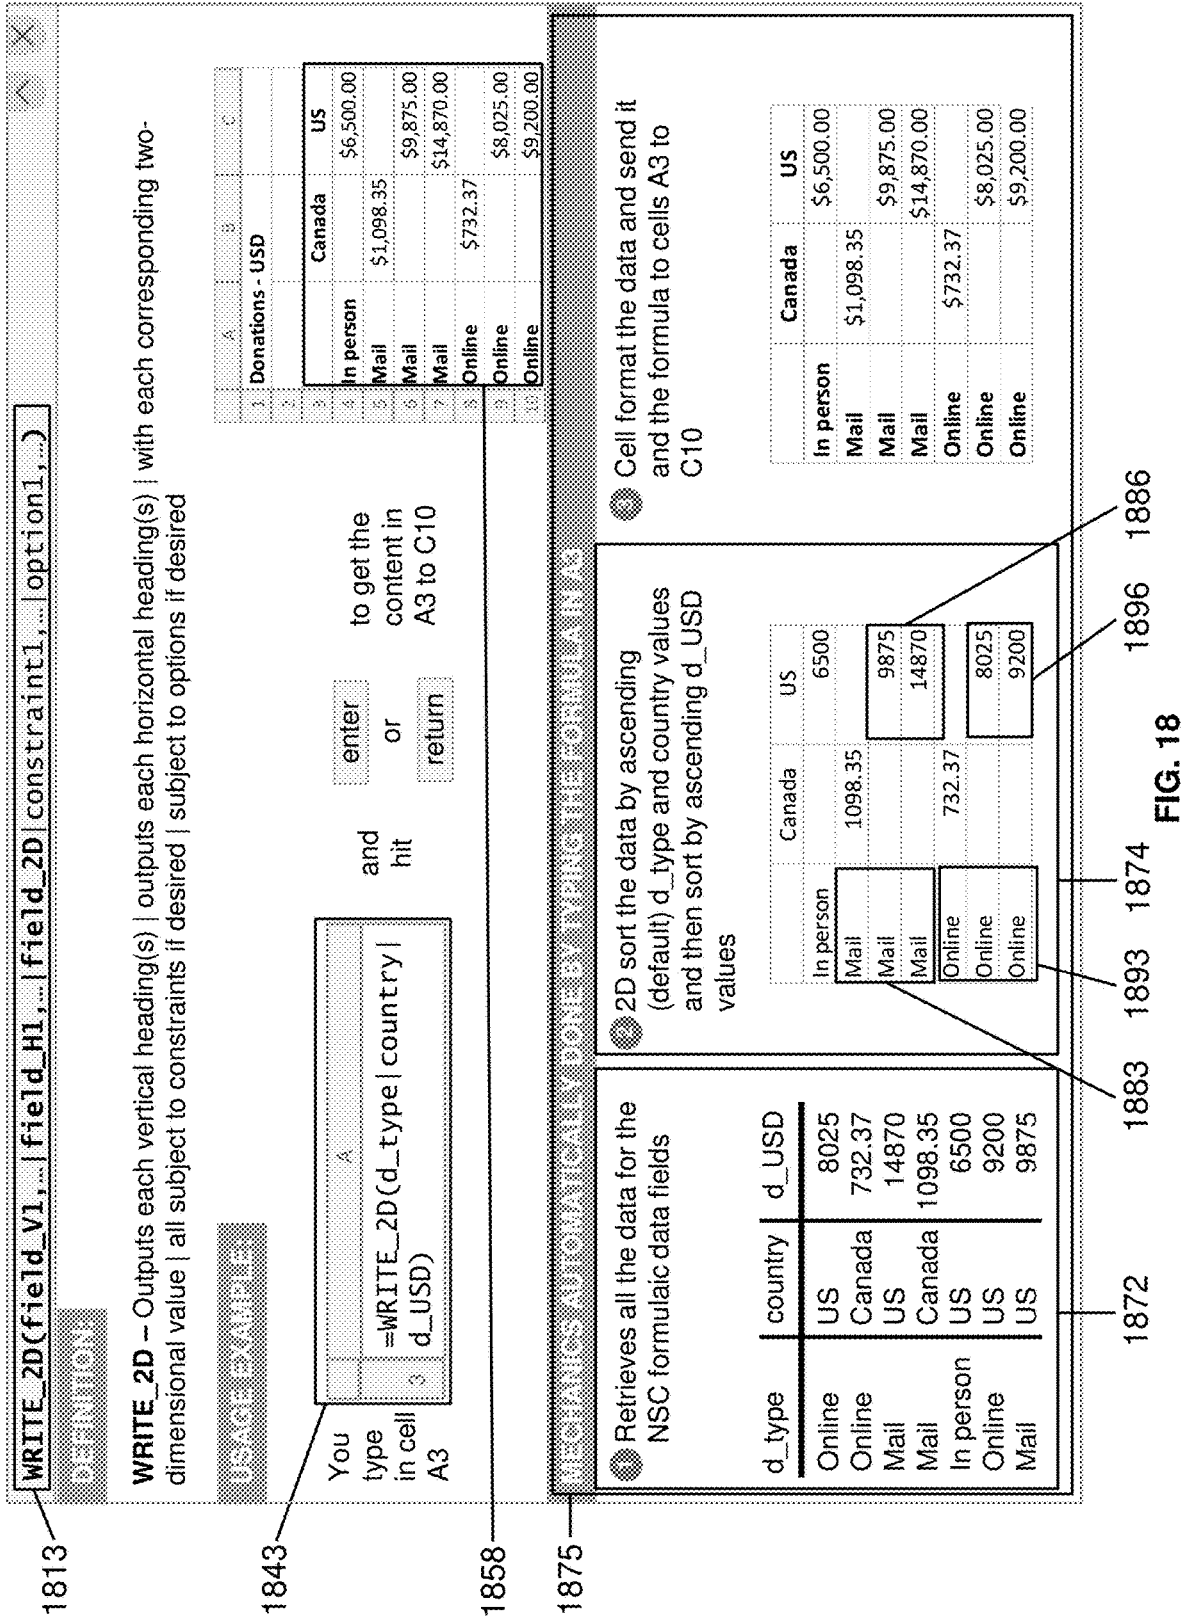 WRITE_2D(field_V1,…|field_H1,…|field_2D|constraint1,…|option1,…)
1813
DEFINITION
WRITE_2D – Outputs each vertical heading(s) | outputs each horizontal heading(s) | with each corresponding two-
dimensional value | all subject to constraints if desired | subject to options if desired
USAGE EXAMPLE:
1843
You
type
in cell
A3
A
3 =WRITE_2D(d_type|country|
d_USD)
and
hit
enter
or
return
to get the
content in
A3 to C10
A B C
1 Donations - USD
2
3 Canada US
4 In person $6,500.00
5 Mail $1,098.35
6 Mail $9,875.00
7 Mail $14,870.00
8 Online $732.37
9 Online $8,025.00
10 Online $9,200.00
1858
1875
MECHANICS AUTOMATICALLY DONE BY TYPING THE FORMULA IN A3
1 Retrieves all the data for the
NSC formulaic data fields
d_type country d_USD
Online US 8025
Online Canada 732.37
Mail US 14870
Mail Canada 1098.35
In person US 6500
Online US 9200
Mail US 9875
1872
2 2D sort the data by ascending
(default) d_type and country values
and then sort by ascending d_USD
values
Canada US
In person 6500
Mail 1098.35
Mail 9875
Mail 14870
Online 732.37
Online 8025
Online 9200
1883
1893
1874
1896
1886
Cell format the data and send it
and the formula to cells A3 to
C10
Canada US
In person $6,500.00
Mail $1,098.35
Mail $9,875.00
Mail $14,870.00
Online $732.37
Online $8,025.00
Online $9,200.00
FIG. 18